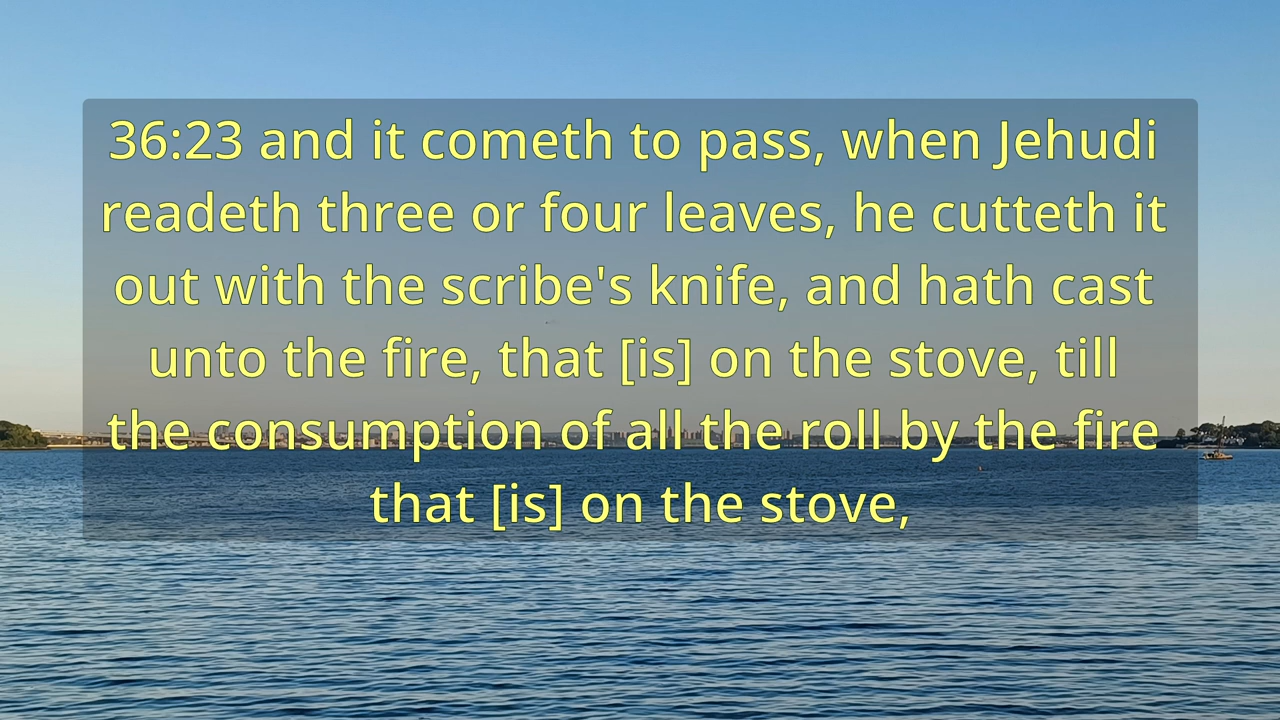 36:23 and it cometh to pass, when Jehudi
readeth three or four leaves, he cutteth it
out with the scribe's knife, and hath cast
unto the fire, that [is] on the stove, till
the consumption of all the roll by the fire
that [is] on the stove,